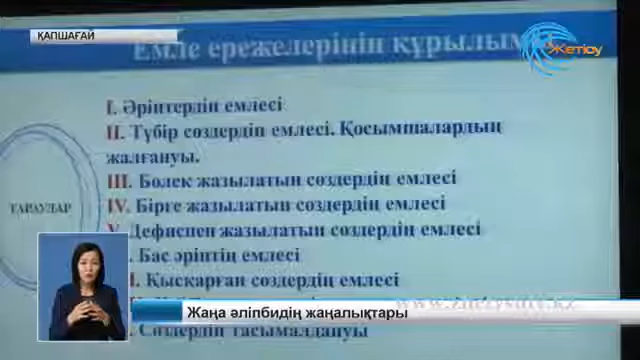 ҚАПШАҒАЙ
Жетісу
Емле ережелерінің құрылымы
I. Әріптердің емлесі
II. Түбір сөздердің емлесі. Қосымшалардың
жалғануы.
III. Бөлек жазылатын сөздердің емлесі
ТАРАУЛАР
IV. Бірге жазылатын сөздердің емлесі
V. Дефиспен жазылатын сөздердің емлесі
. Бас әріптің емлесі
I. Қысқарған сөздердің емлесі
Жаңа әліпбидің жаңалықтары
. Сөздердің тасымалдануы